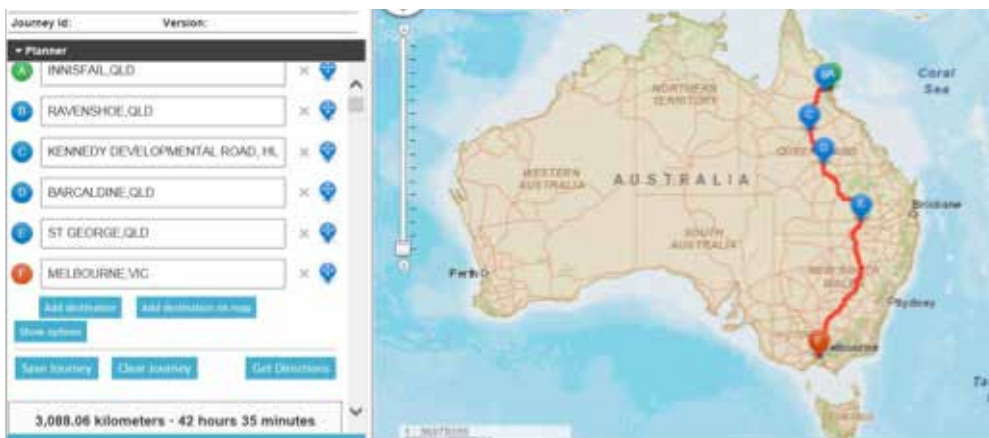 Journey Id: Version:
Planner
A INNISFAIL,QLD
B RAVENSHOE,QLD
C KENNEDY DEVELOPMENTAL ROAD, HU
D BARCALDINE,QLD
E ST GEORGE,QLD
F MELBOURNE,VIC
Add destination Add destination on map
Show options
Save Journey Clear Journey Get Directions
3,088.06 kilometers - 42 hours 35 minutes
Coral
Sea
NORTHERN
TERRITORY
WESTERN
AUSTRALIA
AUSTRALIA
SOUTH
AUSTRALIA
Brisbane
Perth
Sydney